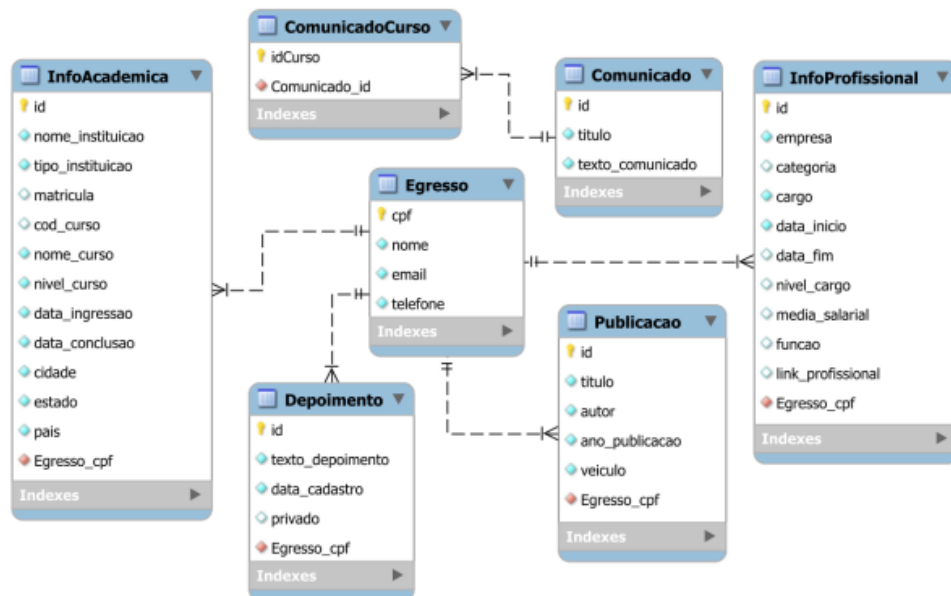 ComunicadoCurso
idCurso
Comunicado_id
Indexes
InfoAcademica
id
nome_instituicao
tipo_instituicao
matricula
cod_curso
nome_curso
nivel_curso
data_ingressao
data_conclusao
cidade
estado
pais
Egresso_cpf
Indexes
Comunicado
id
titulo
texto_comunicado
Indexes
InfoProfissional
id
empresa
categoria
cargo
data_inicio
data_fim
nivel_cargo
media_salarial
funcao
link_profissional
Egresso_cpf
Indexes
Egresso
cpf
nome
email
telefone
Indexes
Publicacao
id
titulo
autor
ano_publicacao
veiculo
Egresso_cpf
Indexes
Depoimento
id
texto_depoimento
data_cadastro
privado
Egresso_cpf
Indexes